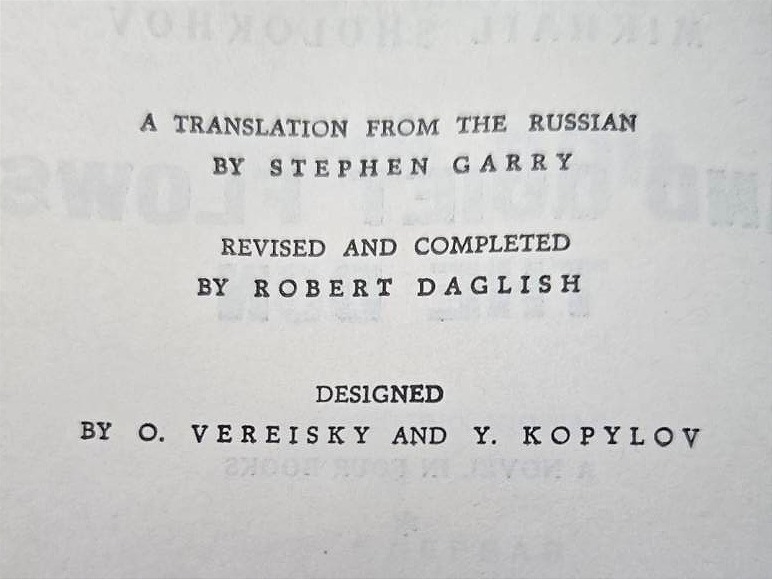 A TRANSLATION FROM THE RUSSIAN
BY STEPHEN GARRY
REVISED AND COMPLETED
BY ROBERT DAGLISH
DESIGNED
BY O. VEREISKY AND Y. KOPYLOV